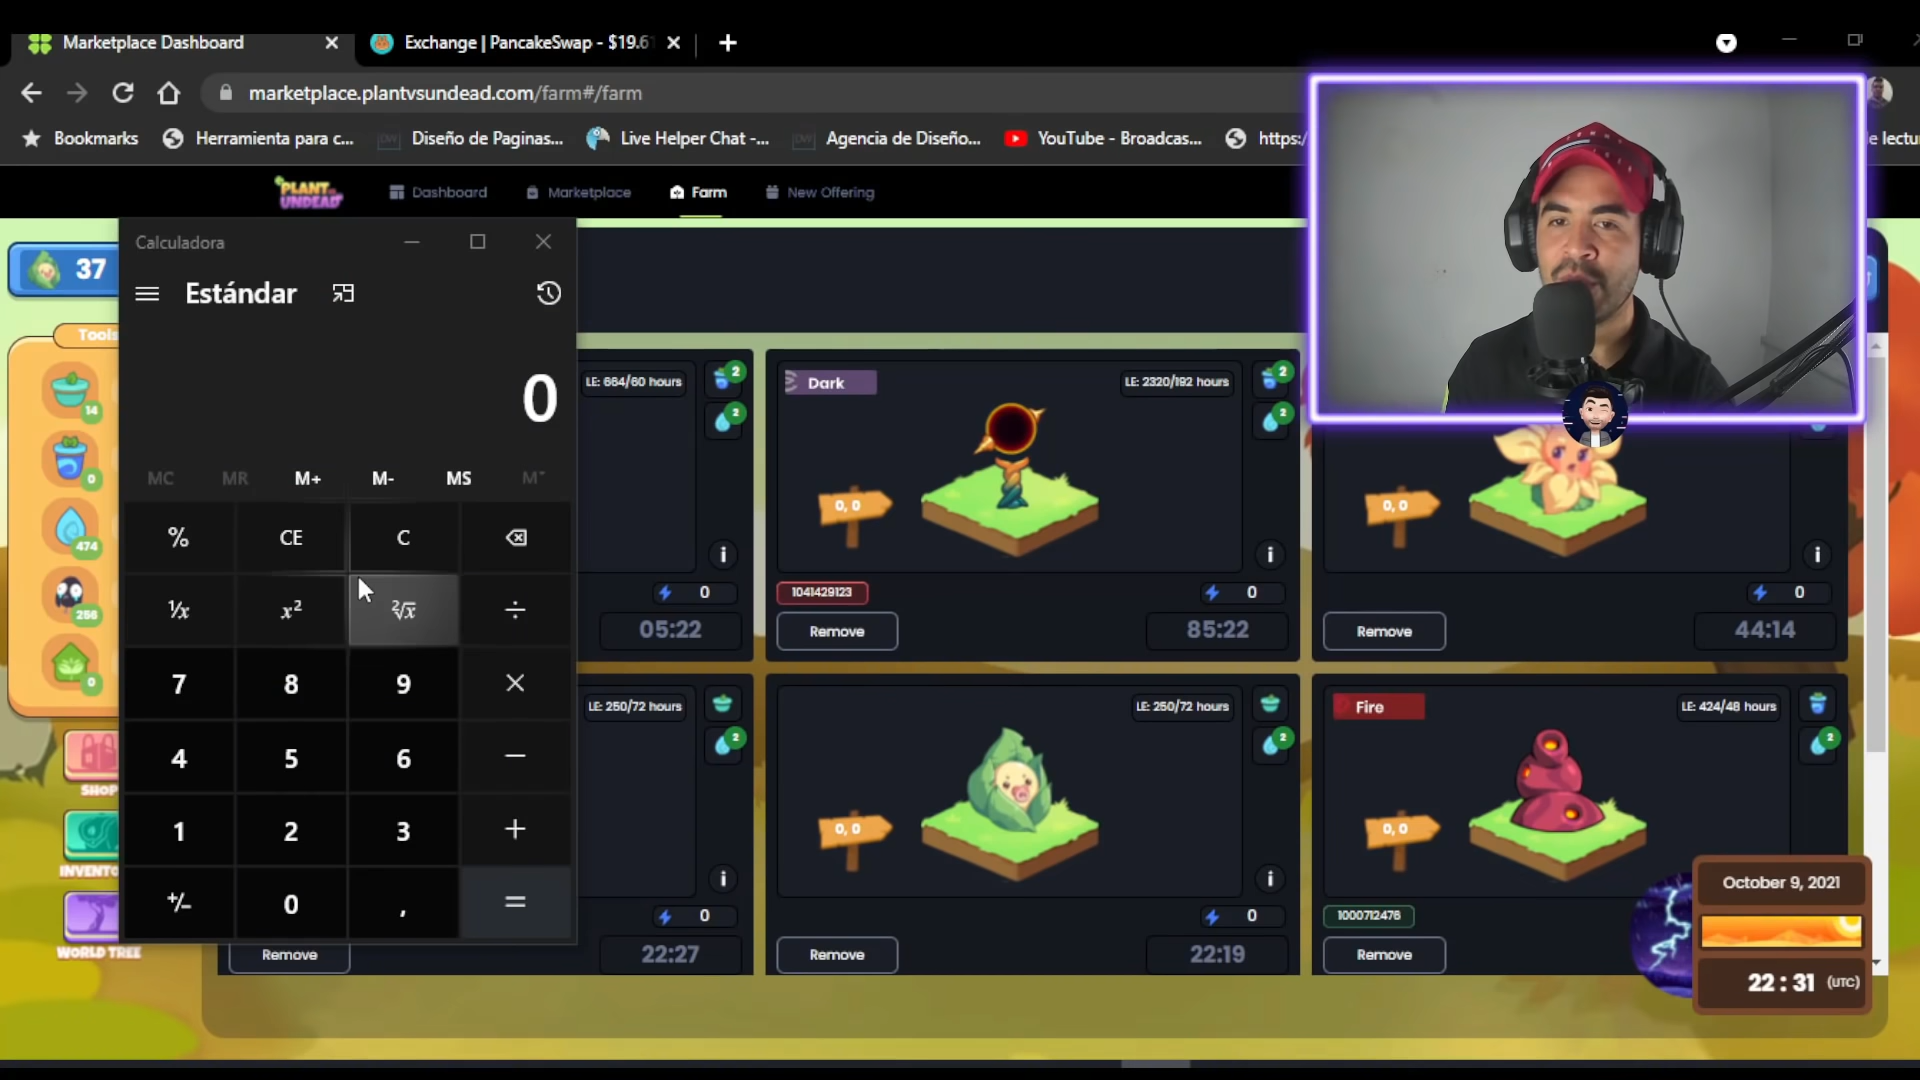 Marketplace Dashboard
Exchange | PancakeSwap - $19.6
marketplace.plantvsundead.com/farm#/farm
Bookmarks
Herramienta para c...
Diseño de Paginas...
Live Helper Chat -...
Agencia de Diseño...
YouTube - Broadcas...
https:/
e lectu
PLANT
UNDEAD
Dashboard
Marketplace
Farm
New Offering
37
Tools
14
0
474
256
0
SHOP
INVENTO
WORLD TREE
Calculadora
Estándar
0
MC
MR
M+
M-
MS
M˅
%
CE
C
⅟x
x²
²√x
÷
7
8
9
×
4
5
6
−
1
2
3
+
+/−
0
,
=
LE: 664/60 hours
2
2
i
0
05:22
Dark
LE: 2320/192 hours
2
2
0, 0
i
1041429123
0
Remove
85:22
0, 0
i
0
Remove
44:14
LE: 250/72 hours
2
i
0
Remove
22:27
LE: 250/72 hours
2
0, 0
i
0
Remove
22:19
Fire
LE: 424/48 hours
2
0, 0
1000712476
Remove
October 9, 2021
22 : 31 (UTC)